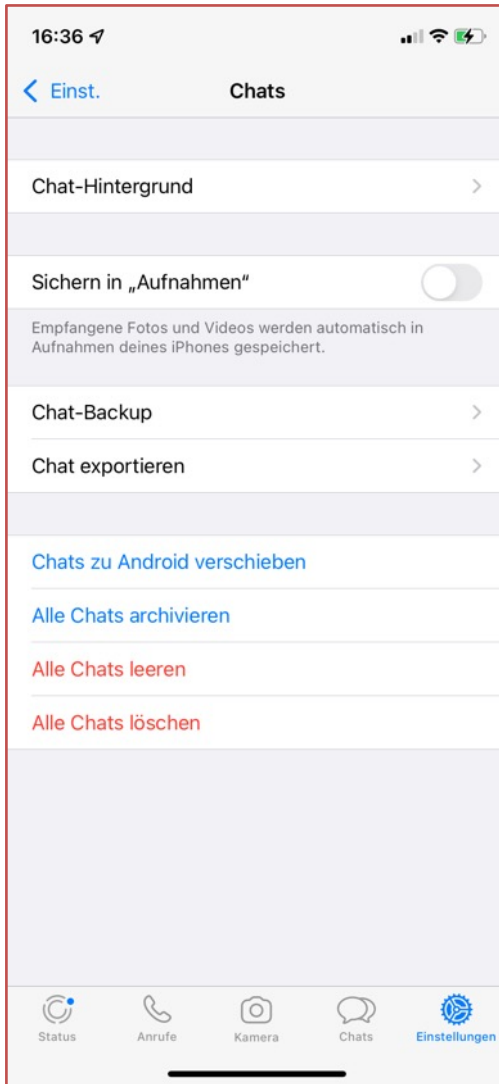 16:36
Einst.
Chats
Chat-Hintergrund
Sichern in „Aufnahmen“
Empfangene Fotos und Videos werden automatisch in
Aufnahmen deines iPhones gespeichert.
Chat-Backup
Chat exportieren
Chats zu Android verschieben
Alle Chats archivieren
Alle Chats leeren
Alle Chats löschen
Status Anrufe Kamera Chats Einstellungen